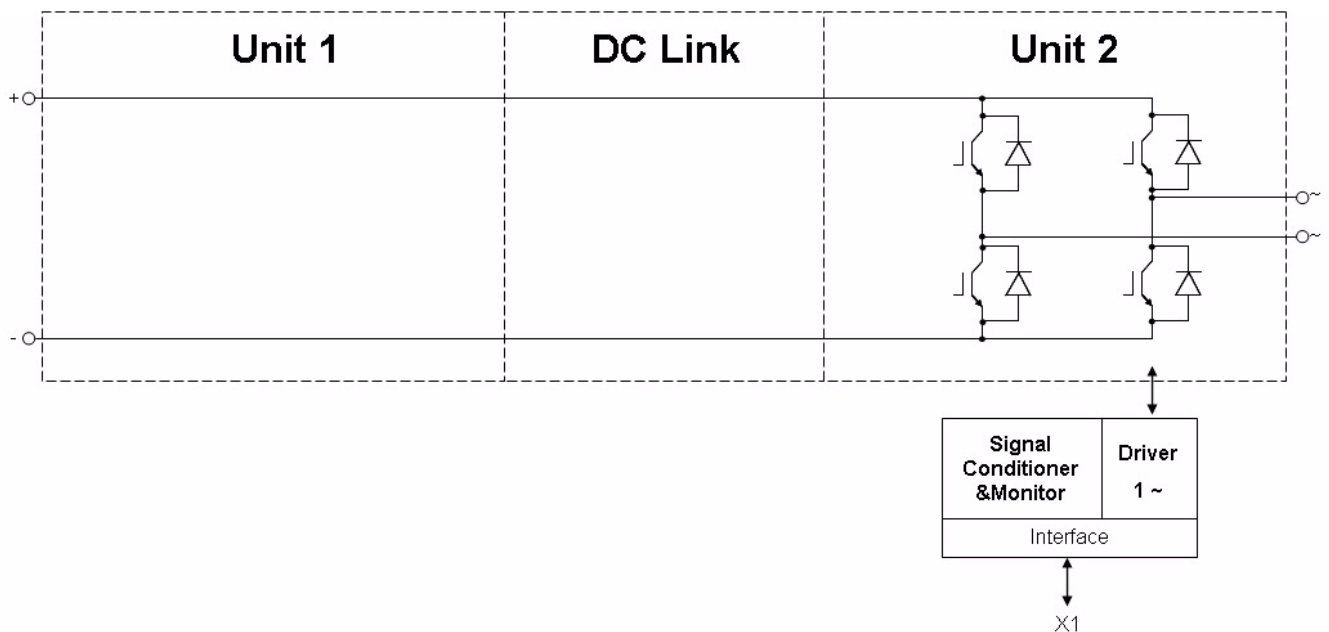 Unit 1
DC Link
Unit 2
+
~
~
-
Signal
Conditioner
&Monitor
Driver
1 ~
Interface
X1